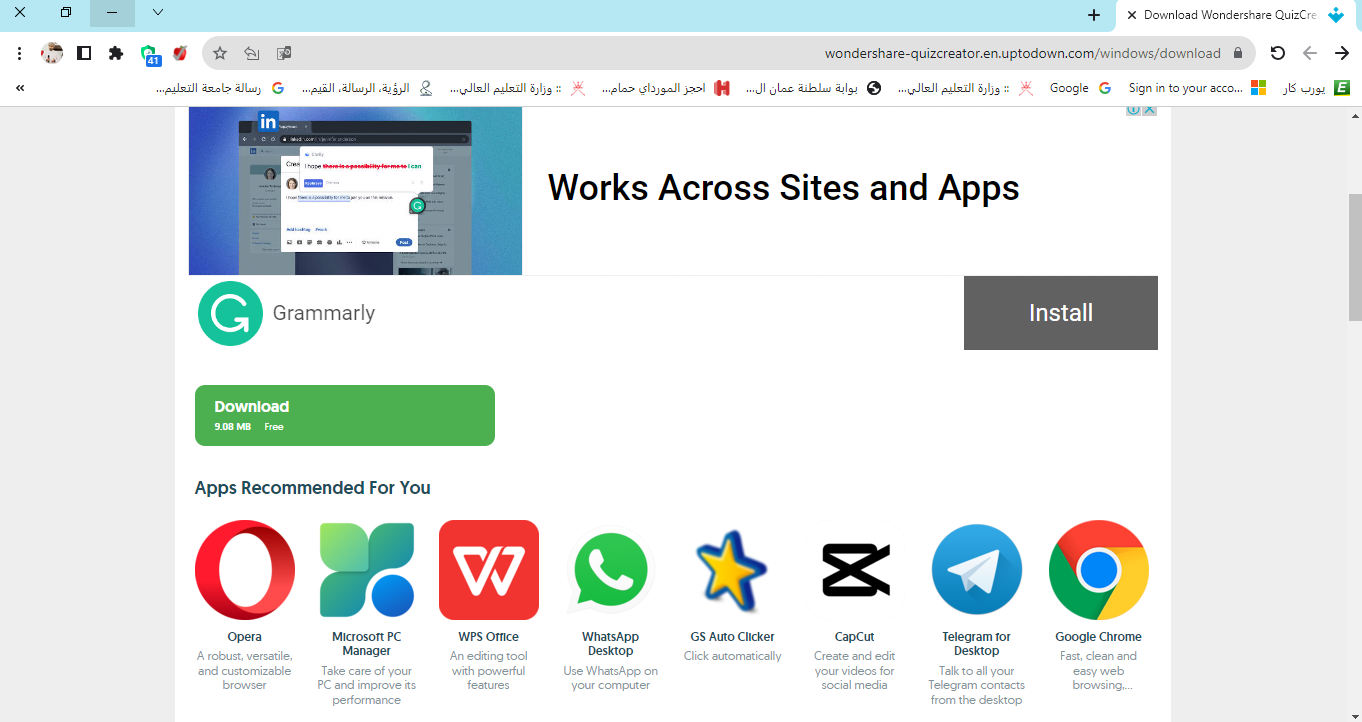 Download Wondershare QuizCre
41
wondershare-quizcreator.en.uptodown.com/windows/download
يورب كار
Sign in to your acco...
Google
:: وزارة التعليم العالي...
بوابة سلطنة عمان ال...
احجز المورداي حمام...
:: وزارة التعليم العالي...
الرؤية، الرسالة، القيم...
رسالة جامعة التعليم...
in
Works Across Sites and Apps
I hope there is a possibility for me to I can
Add hashtag
Post
Grammarly
Install
Download
9.08 MB Free
Apps Recommended For You
Opera
A robust, versatile,
and customizable
browser
Microsoft PC
Manager
Take care of your
PC and improve its
performance
WPS Office
An editing tool
with powerful
features
WhatsApp
Desktop
Use WhatsApp on
your computer
GS Auto Clicker
Click automatically
CapCut
Create and edit
your videos for
social media
Telegram for
Desktop
Talk to all your
Telegram contacts
from the desktop
Google Chrome
Fast, clean and
easy web
browsing,...